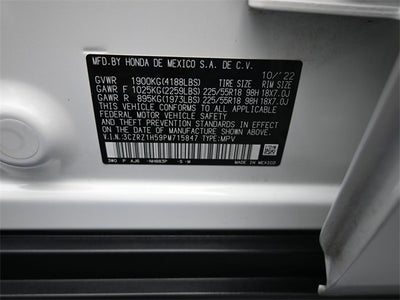 MFD.BY HONDA DE MEXICO S.A. DE C.V.
10/'22
GVWR 1900KG(4188LBS) TIRE SIZE RIM SIZE
GAWR F 1025KG(2259LBS) 225/55R18 98H 18X7.0J
GAWR R 895KG(1973LBS) 225/55R18 98H 18X7.0J
THIS VEHICLE CONFORMS TO ALL APPLICABLE
FEDERAL MOTOR VEHICLE SAFETY AND
THEFT PREVENTION STANDARDS IN EFFECT
ON THE DATE OF MANUFACTURE SHOWN ABOVE.
V.I.N.3CZRZ1H59PM715847 TYPE:MPV
3W0 P AJ6 -NH883P -S -M
MADE IN MEXICO